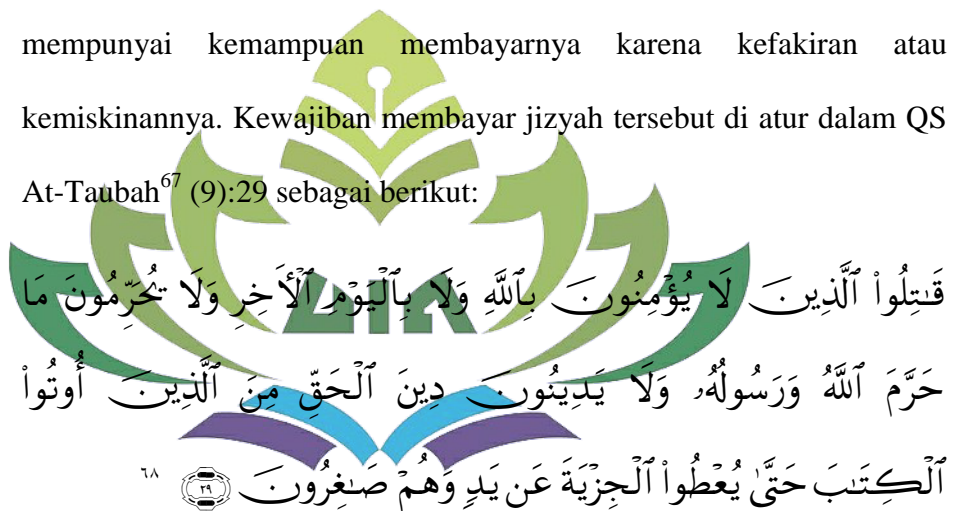 mempunyai kemampuan membayarnya karena kefakiran atau
kemiskinannya. Kewajiban membayar jizyah tersebut di atur dalam QS
At-Taubah67 (9):29 sebagai berikut:
قَـٰتِلُوا۟ ٱلَّذِينَ لَا يُؤْمِنُونَ بِٱللَّهِ وَلَا بِٱلْيَوْمِ ٱلْأَخِرِ وَلَا يُحَرِّمُونَ مَا
حَرَّمَ ٱللَّهُ وَرَسُولُهُۥ وَلَا يَدِينُونَ دِينَ ٱلْحَقِّ مِنَ ٱلَّذِينَ أُوتُوا۟
ٱلْكِتَـٰبَ حَتَّىٰ يُعْطُوا۟ ٱلْجِزْيَةَ عَن يَدٍ وَهُمْ صَـٰغِرُونَ ﴿٢٩﴾ ٦٨